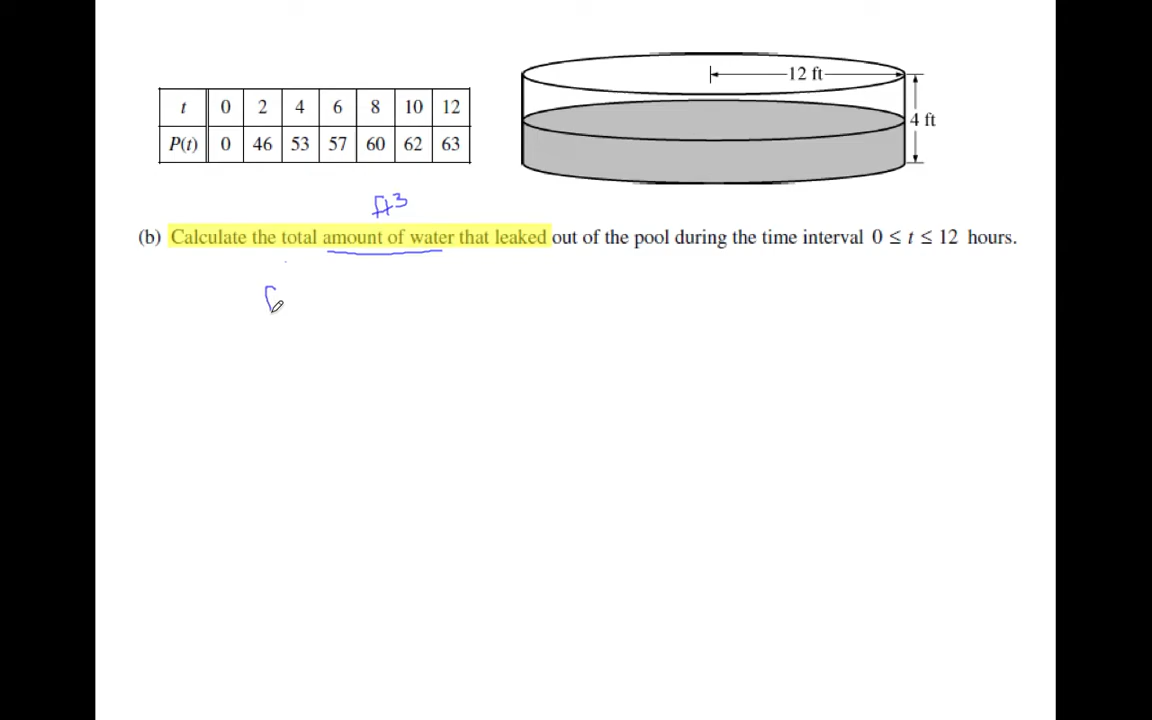 12 ft
t 0 2 4 6 8 10 12
4 ft
P(t) 0 46 53 57 60 62 63
ft3
(b) Calculate the total amount of water that leaked out of the pool during the time interval 0 ≤ t ≤ 12 hours.